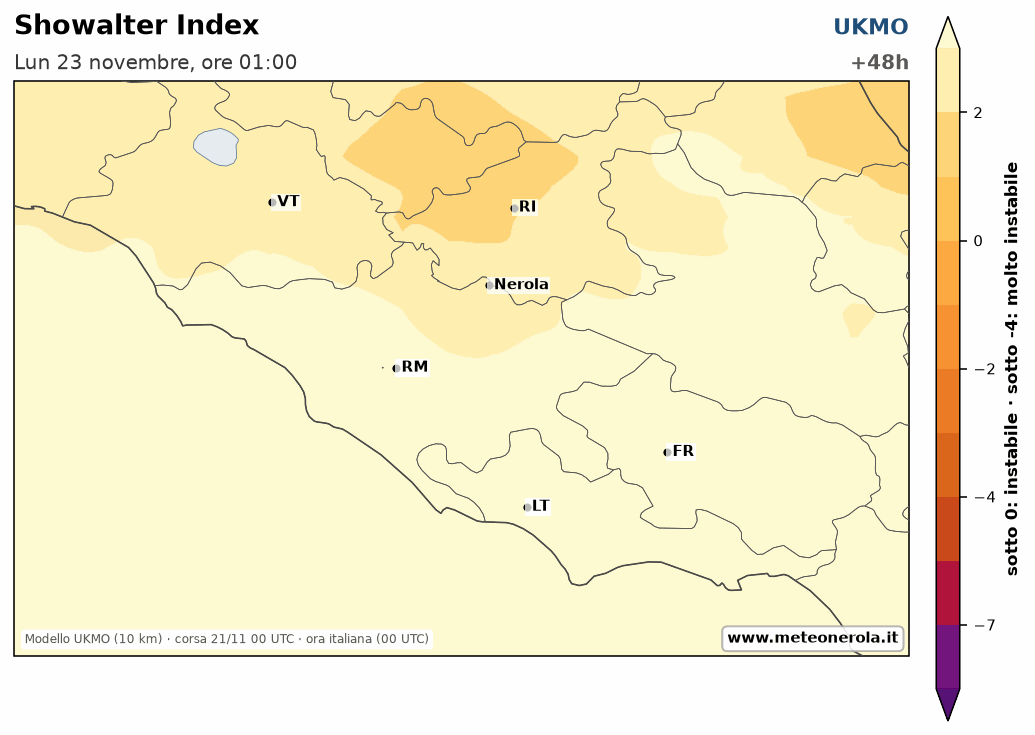 Showalter Index
UKMO
Lun 23 novembre, ore 01:00
+48h
VT
RI
Nerola
RM
FR
LT
Modello UKMO (10 km) · corsa 21/11 00 UTC · ora italiana (00 UTC)
www.meteonerola.it
2
0
−2
−4
−7
sotto 0: instabile · sotto -4: molto instabile